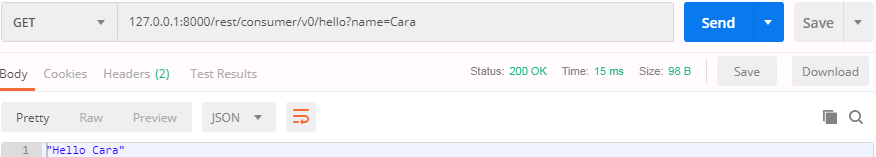 GET 127.0.0.1:8000/rest/consumer/v0/hello?name=Cara Send Save
Body Cookies Headers (2) Test Results Status: 200 OK Time: 15 ms Size: 98 B Save Download
Pretty Raw Preview JSON
1 "Hello Cara"